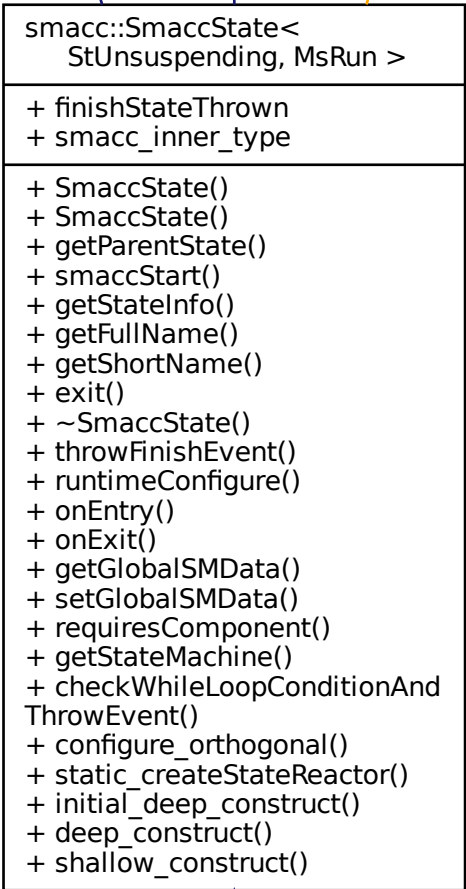 smacc::SmaccState<
StUnsuspending, MsRun >
+ finishStateThrown
+ smacc_inner_type
+ SmaccState()
+ SmaccState()
+ getParentState()
+ smaccStart()
+ getStateInfo()
+ getFullName()
+ getShortName()
+ exit()
+ ~SmaccState()
+ throwFinishEvent()
+ runtimeConfigure()
+ onEntry()
+ onExit()
+ getGlobalSMData()
+ setGlobalSMData()
+ requiresComponent()
+ getStateMachine()
+ checkWhileLoopConditionAnd
ThrowEvent()
+ configure_orthogonal()
+ static_createStateReactor()
+ initial_deep_construct()
+ deep_construct()
+ shallow_construct()